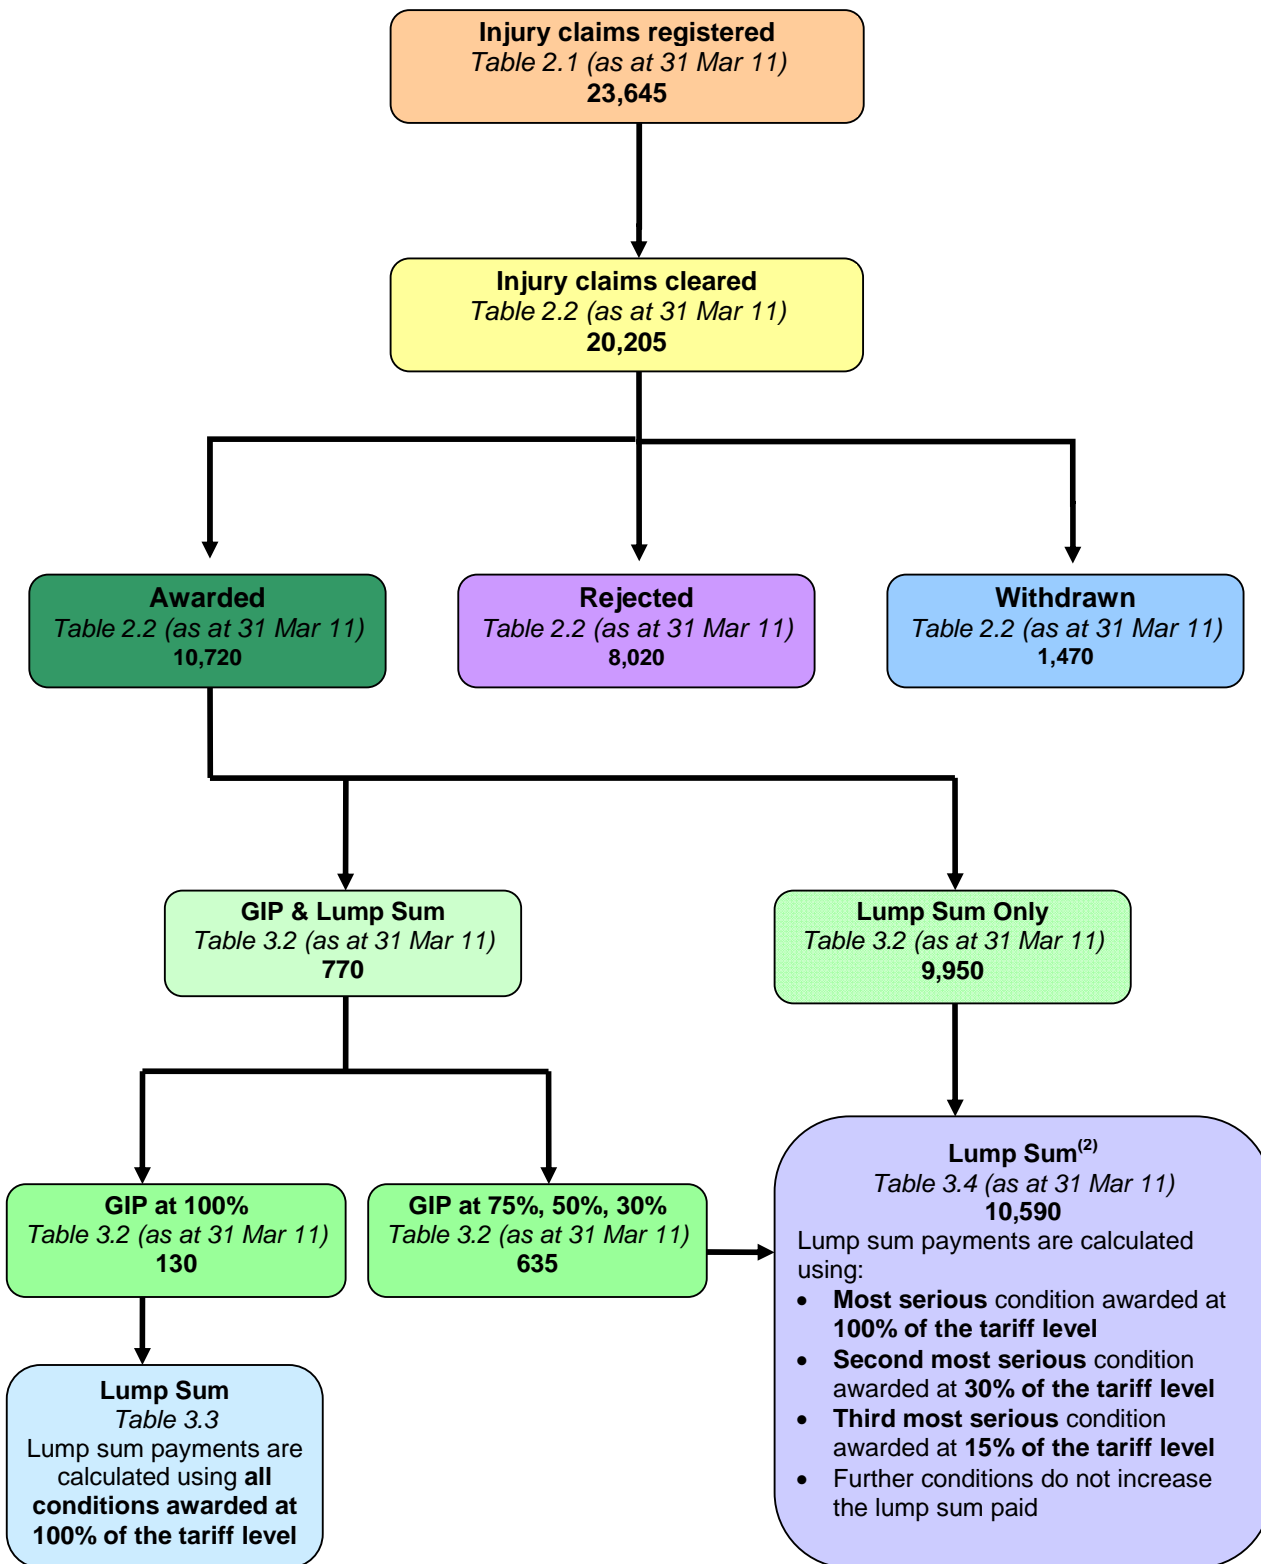 Injury claims registered
Table 2.1 (as at 31 Mar 11)
23,645
Injury claims cleared
Table 2.2 (as at 31 Mar 11)
20,205
Awarded
Table 2.2 (as at 31 Mar 11)
10,720
Rejected
Table 2.2 (as at 31 Mar 11)
8,020
Withdrawn
Table 2.2 (as at 31 Mar 11)
1,470
GIP & Lump Sum
Table 3.2 (as at 31 Mar 11)
770
Lump Sum Only
Table 3.2 (as at 31 Mar 11)
9,950
GIP at 100%
Table 3.2 (as at 31 Mar 11)
130
GIP at 75%, 50%, 30%
Table 3.2 (as at 31 Mar 11)
635
Lump Sum(2)
Table 3.4 (as at 31 Mar 11)
10,590
Lump sum payments are calculated
using:
• Most serious condition awarded at
100% of the tariff level
• Second most serious condition
awarded at 30% of the tariff level
• Third most serious condition
awarded at 15% of the tariff level
• Further conditions do not increase
the lump sum paid
Lump Sum
Table 3.3
Lump sum payments are
calculated using all
conditions awarded at
100% of the tariff level